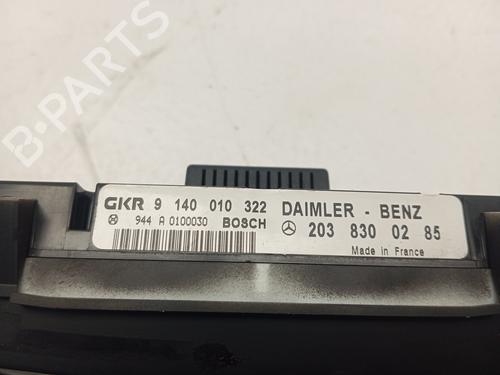 B-PARTS
GKR 9 140 010 322 DAIMLER - BENZ
944 A 0100030 BOSCH 203 830 02 85
Made in France